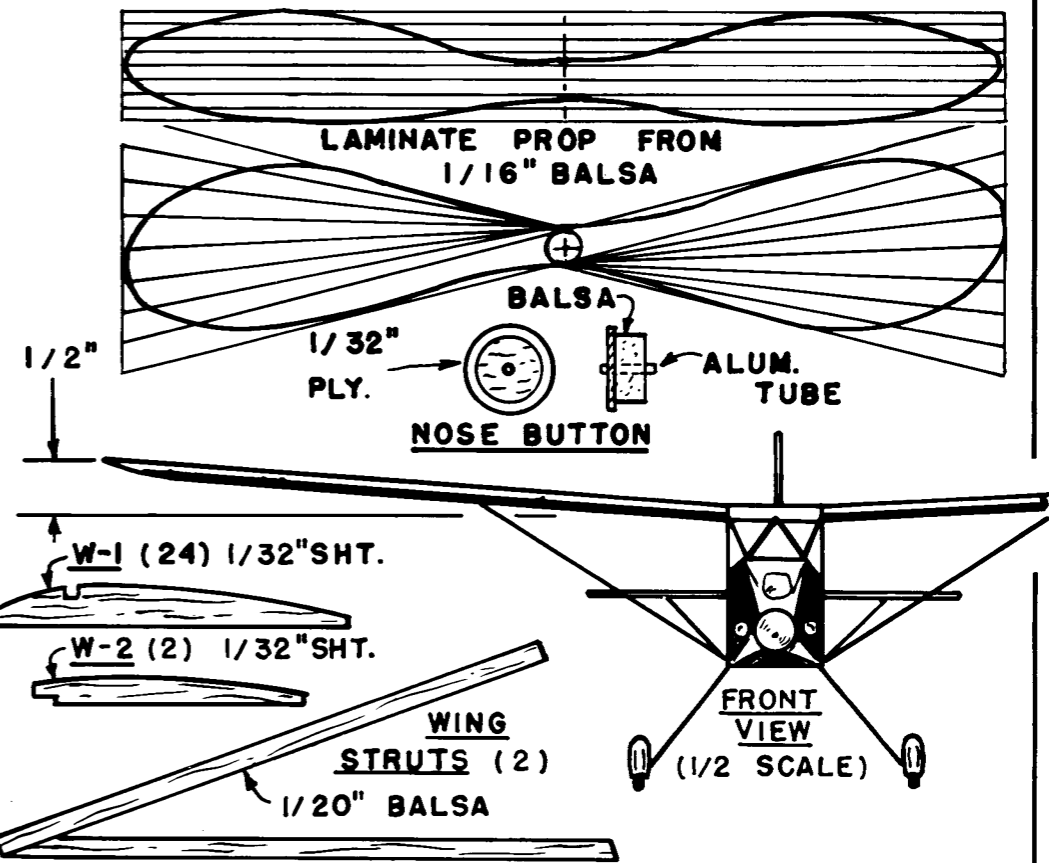 LAMINATE PROP FROM
1/16" BALSA
BALSA
1/32"
PLY.
ALUM.
TUBE
NOSE BUTTON
1/2"
W-1 (24) 1/32" SHT.
W-2 (2) 1/32" SHT.
WING
STRUTS (2)
1/20" BALSA
FRONT
VIEW
(1/2 SCALE)